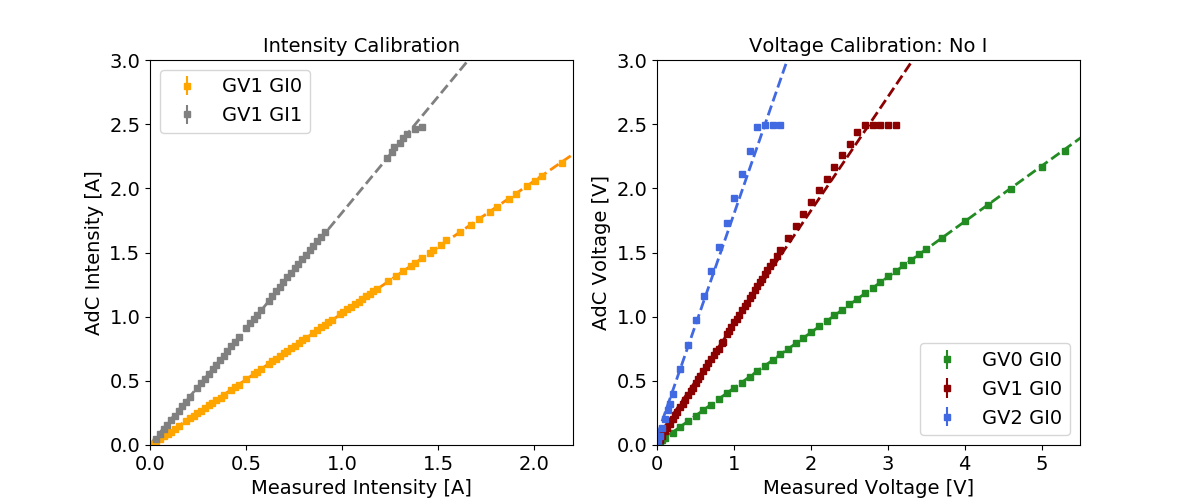 Intensity Calibration
3.0
2.5
2.0
1.5
1.0
0.5
0.0
AdC Intensity [A]
GV1 GI0
GV1 GI1
0.0 0.5 1.0 1.5 2.0
Measured Intensity [A]
Voltage Calibration: No I
3.0
2.5
2.0
1.5
1.0
0.5
0.0
AdC Voltage [V]
GV0 GI0
GV1 GI0
GV2 GI0
0 1 2 3 4 5
Measured Voltage [V]